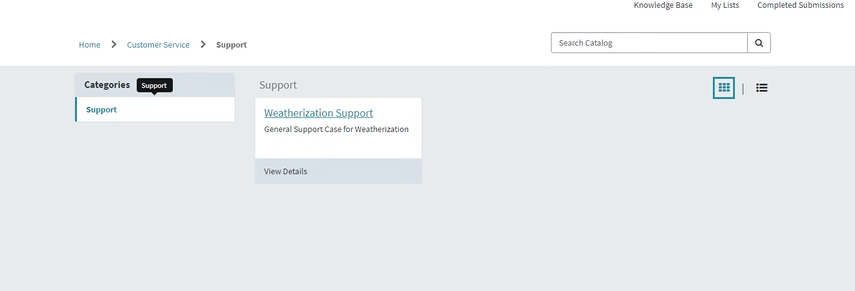 Knowledge Base My Lists Completed Submissions
Home Customer Service Support
Search Catalog
Categories
Support
Support
Support
Weatherization Support
General Support Case for Weatherization
View Details